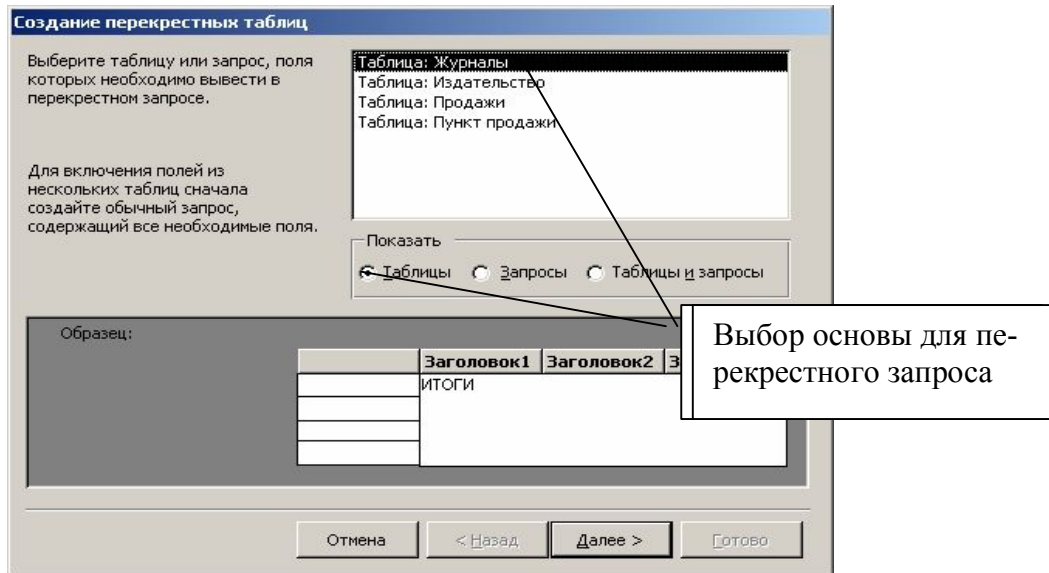 Создание перекрестных таблиц
Выберите таблицу или запрос, поля
которых необходимо вывести в
перекрестном запросе.
Для включения полей из
нескольких таблиц сначала
создайте обычный запрос,
содержащий все необходимые поля.
Таблица: Журналы
Таблица: Издательство
Таблица: Продажи
Таблица: Пункт продажи
Показать
Таблицы Запросы Таблицы и запросы
Образец:
Заголовок1 Заголовок2 З
ИТОГИ
Выбор основы для пе-
рекрестного запроса
Отмена < Назад Далее > Готово